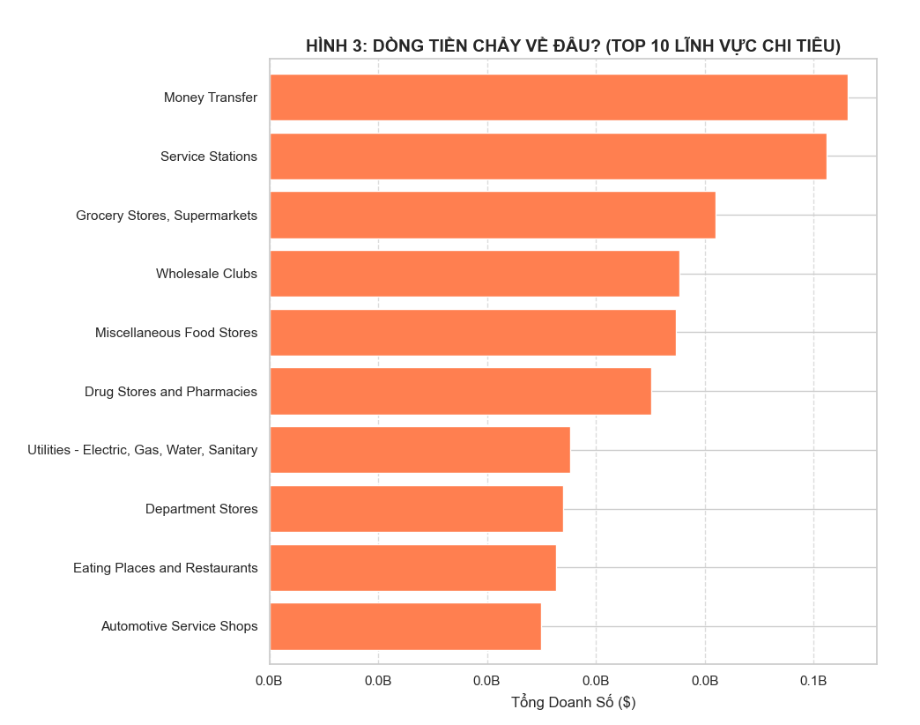 HÌNH 3: DÒNG TIỀN CHẢY VỀ ĐÂU? (TOP 10 LĨNH VỰC CHI TIÊU)
Money Transfer
Service Stations
Grocery Stores, Supermarkets
Wholesale Clubs
Miscellaneous Food Stores
Drug Stores and Pharmacies
Utilities - Electric, Gas, Water, Sanitary
Department Stores
Eating Places and Restaurants
Automotive Service Shops
0.0B 0.0B 0.0B 0.0B 0.0B 0.1B
Tổng Doanh Số ($)